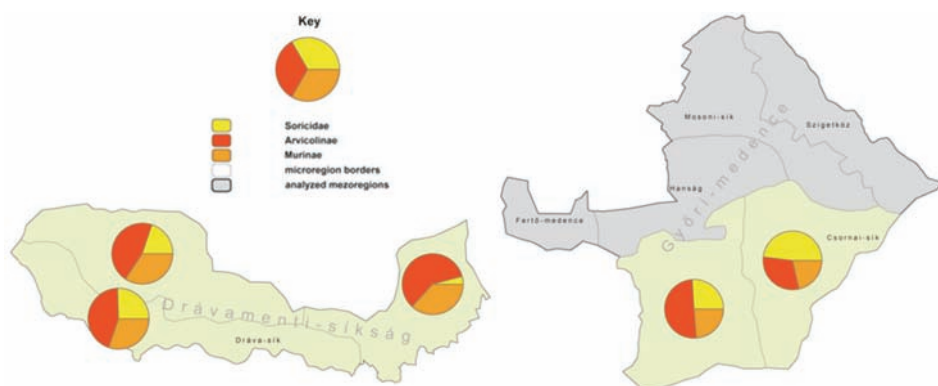 Key
Soricidae
Arvicolinae
Murinae
microregion borders
analyzed mezoregions
Drávamenti-síkság
Dráva-sík
Mosoni-sík
Szigetköz
Győri-medence
Hanság
Fertő-medence
Csornai-sík